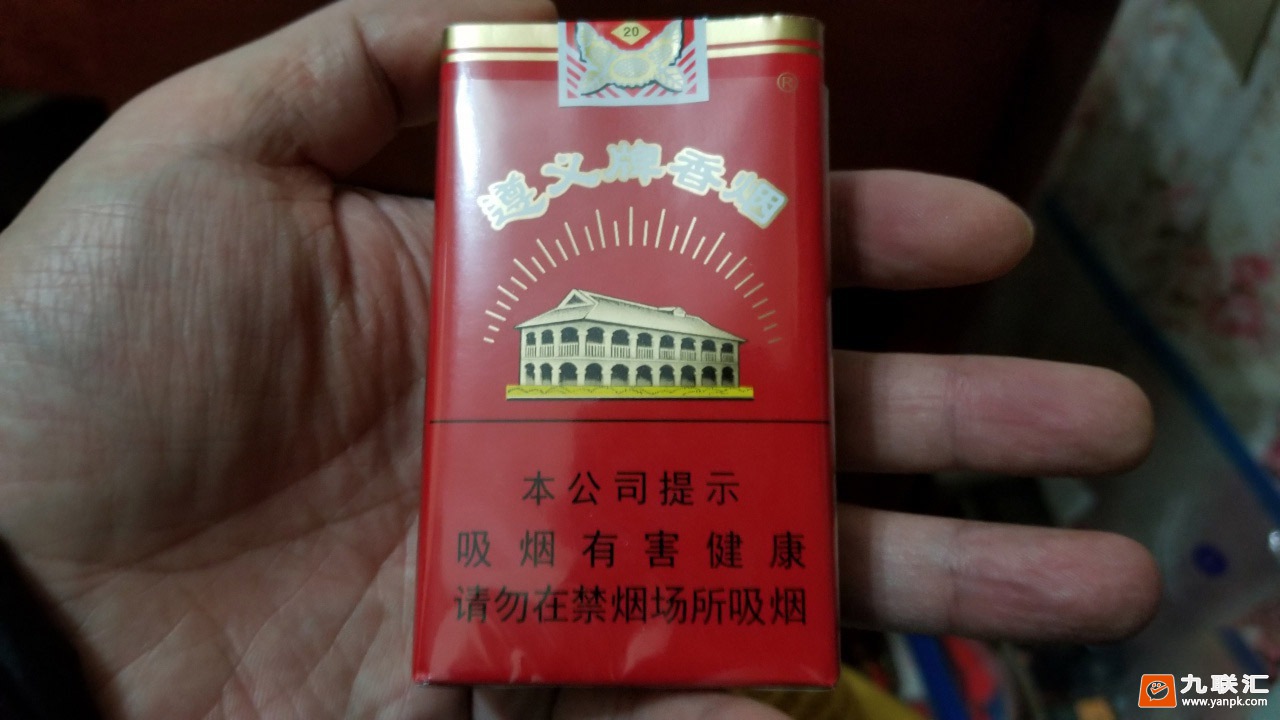 20
®
遵义牌香烟
本公司提示
吸烟有害健康
请勿在禁烟场所吸烟
九联汇
www.yanpk.com